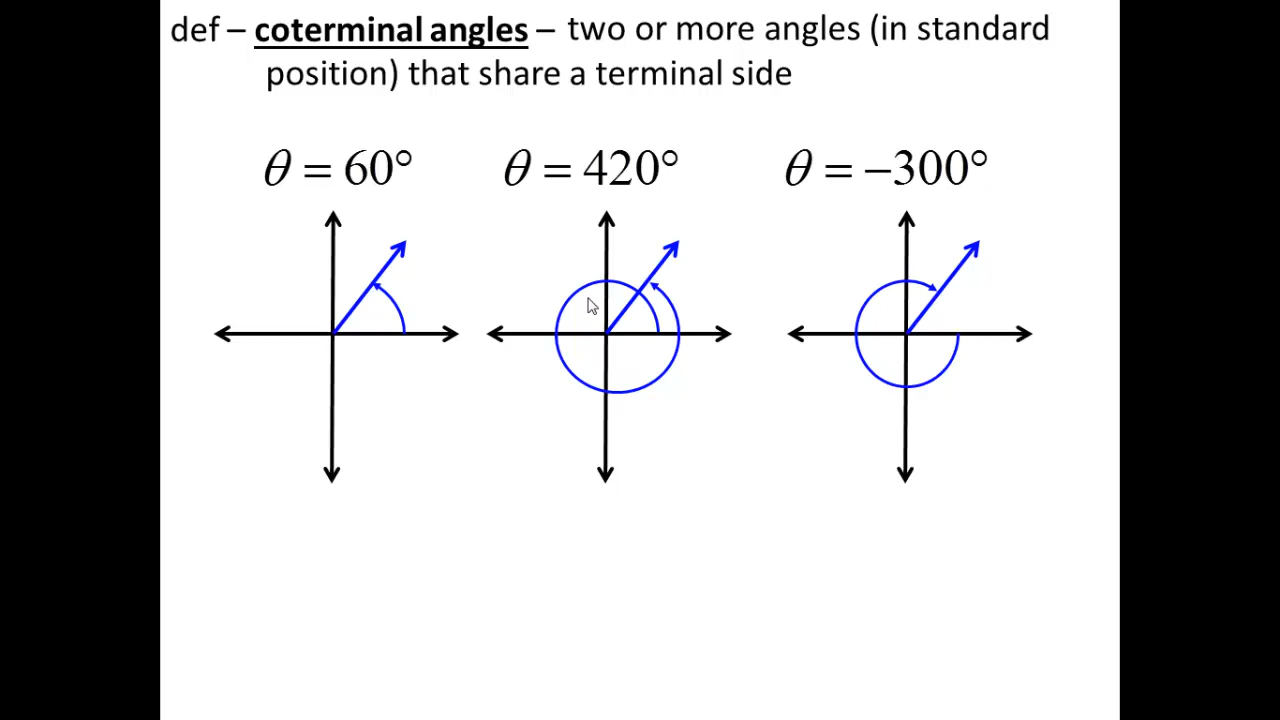 def – coterminal angles – two or more angles (in standard
position) that share a terminal side
θ = 60° θ = 420° θ = –300°